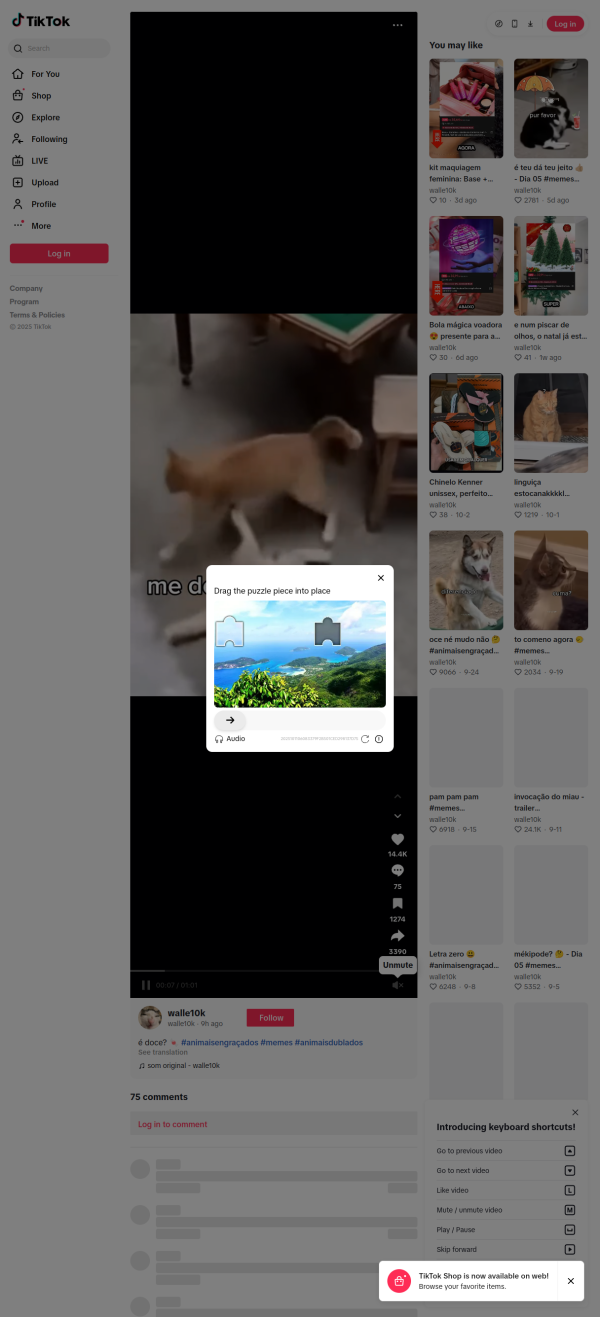 TikTok
Search
For You
Shop
Explore
Following
LIVE
Upload
Profile
More
Log in
Company
Program
Terms & Policies
© 2025 TikTok
me d
Drag the puzzle piece into place
Audio
14.4K
75
1274
3390
Unmute
00:07 / 01:01
walle10k
walle10k · 9h ago
Follow
é doce? 🍬 #animaisengraçados #memes #animaisdublados
See translation
som original - walle10k
75 comments
Log in to comment
Log in
You may like
AGORA
pur favor
kit maquiagem
feminina: Base +...
walle10k
10 · 3d ago
é teu dá teu jeito 👍
- Dia 05 #memes...
walle10k
2781 · 5d ago
SUPER
Bola mágica voadora
😍 presente para a...
walle10k
30 · 6d ago
e num piscar de
olhos, o natal já est...
walle10k
41 · 1w ago
Chinelo Kenner
unissex, perfeito...
walle10k
38 · 10-2
linguiça
estocanakkkkl...
walle10k
1219 · 10-1
oce né mudo não 🤔
#animaisengraçad...
walle10k
9066 · 9-24
to comeno agora 🫡
#memes...
walle10k
2034 · 9-19
pam pam pam
#memes...
walle10k
6918 · 9-15
invocação do miau -
trailer...
walle10k
24.1K · 9-11
Letra zero 😃
#animaisengraçad...
walle10k
6248 · 9-8
mékipode? 🤔 - Dia
05 #memes...
walle10k
5352 · 9-5
Introducing keyboard shortcuts!
Go to previous video
Go to next video
Like video L
Mute / unmute video M
Play / Pause
Skip forward
TikTok Shop is now available on web!
Browse your favorite items.